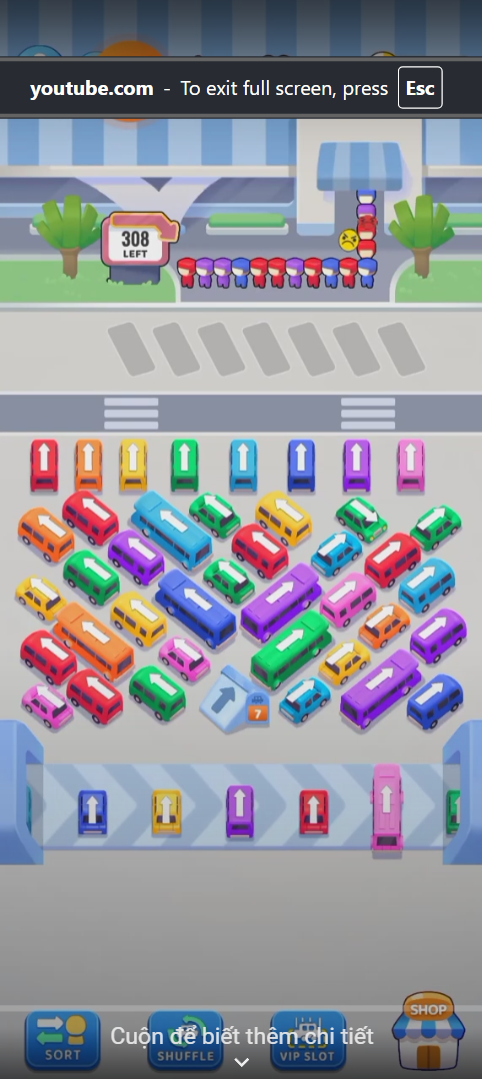 youtube.com - To exit full screen, press Esc
308
LEFT
7
SHOP
Cuộn để biết thêm chi tiết
SORT
SHUFFLE
VIP SLOT